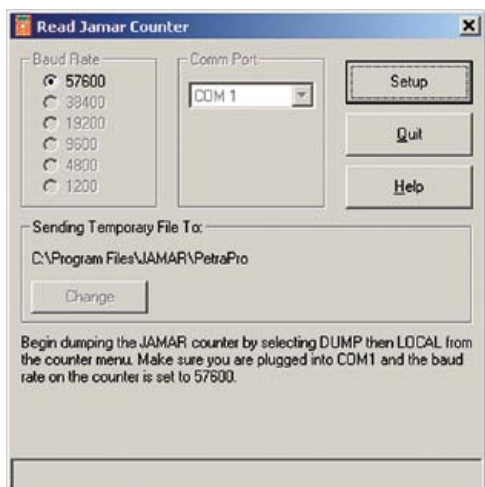 Read Jamar Counter
Baud Rate
57600
38400
19200
9600
4800
1200
Comm Port
COM 1
Setup
Quit
Help
Sending Temporary File To:
C:\Program Files\JAMAR\PetraPro
Change
Begin dumping the JAMAR counter by selecting DUMP then LOCAL from
the counter menu. Make sure you are plugged into COM1 and the baud
rate on the counter is set to 57600.